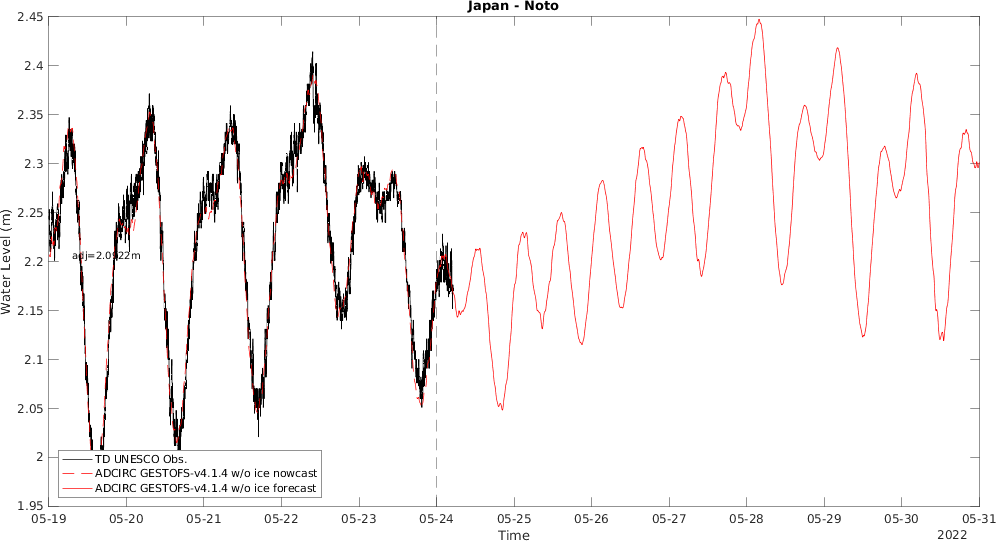 Japan - Noto
2.45
2.4
2.35
2.3
2.25
2.2
2.15
2.1
2.05
2
1.95
Water Level (m)
adj=2.0922m
TD UNESCO Obs.
ADCIRC GESTOFS-v4.1.4 w/o ice nowcast
ADCIRC GESTOFS-v4.1.4 w/o ice forecast
05-19 05-20 05-21 05-22 05-23 05-24 05-25 05-26 05-27 05-28 05-29 05-30 05-31
Time
2022